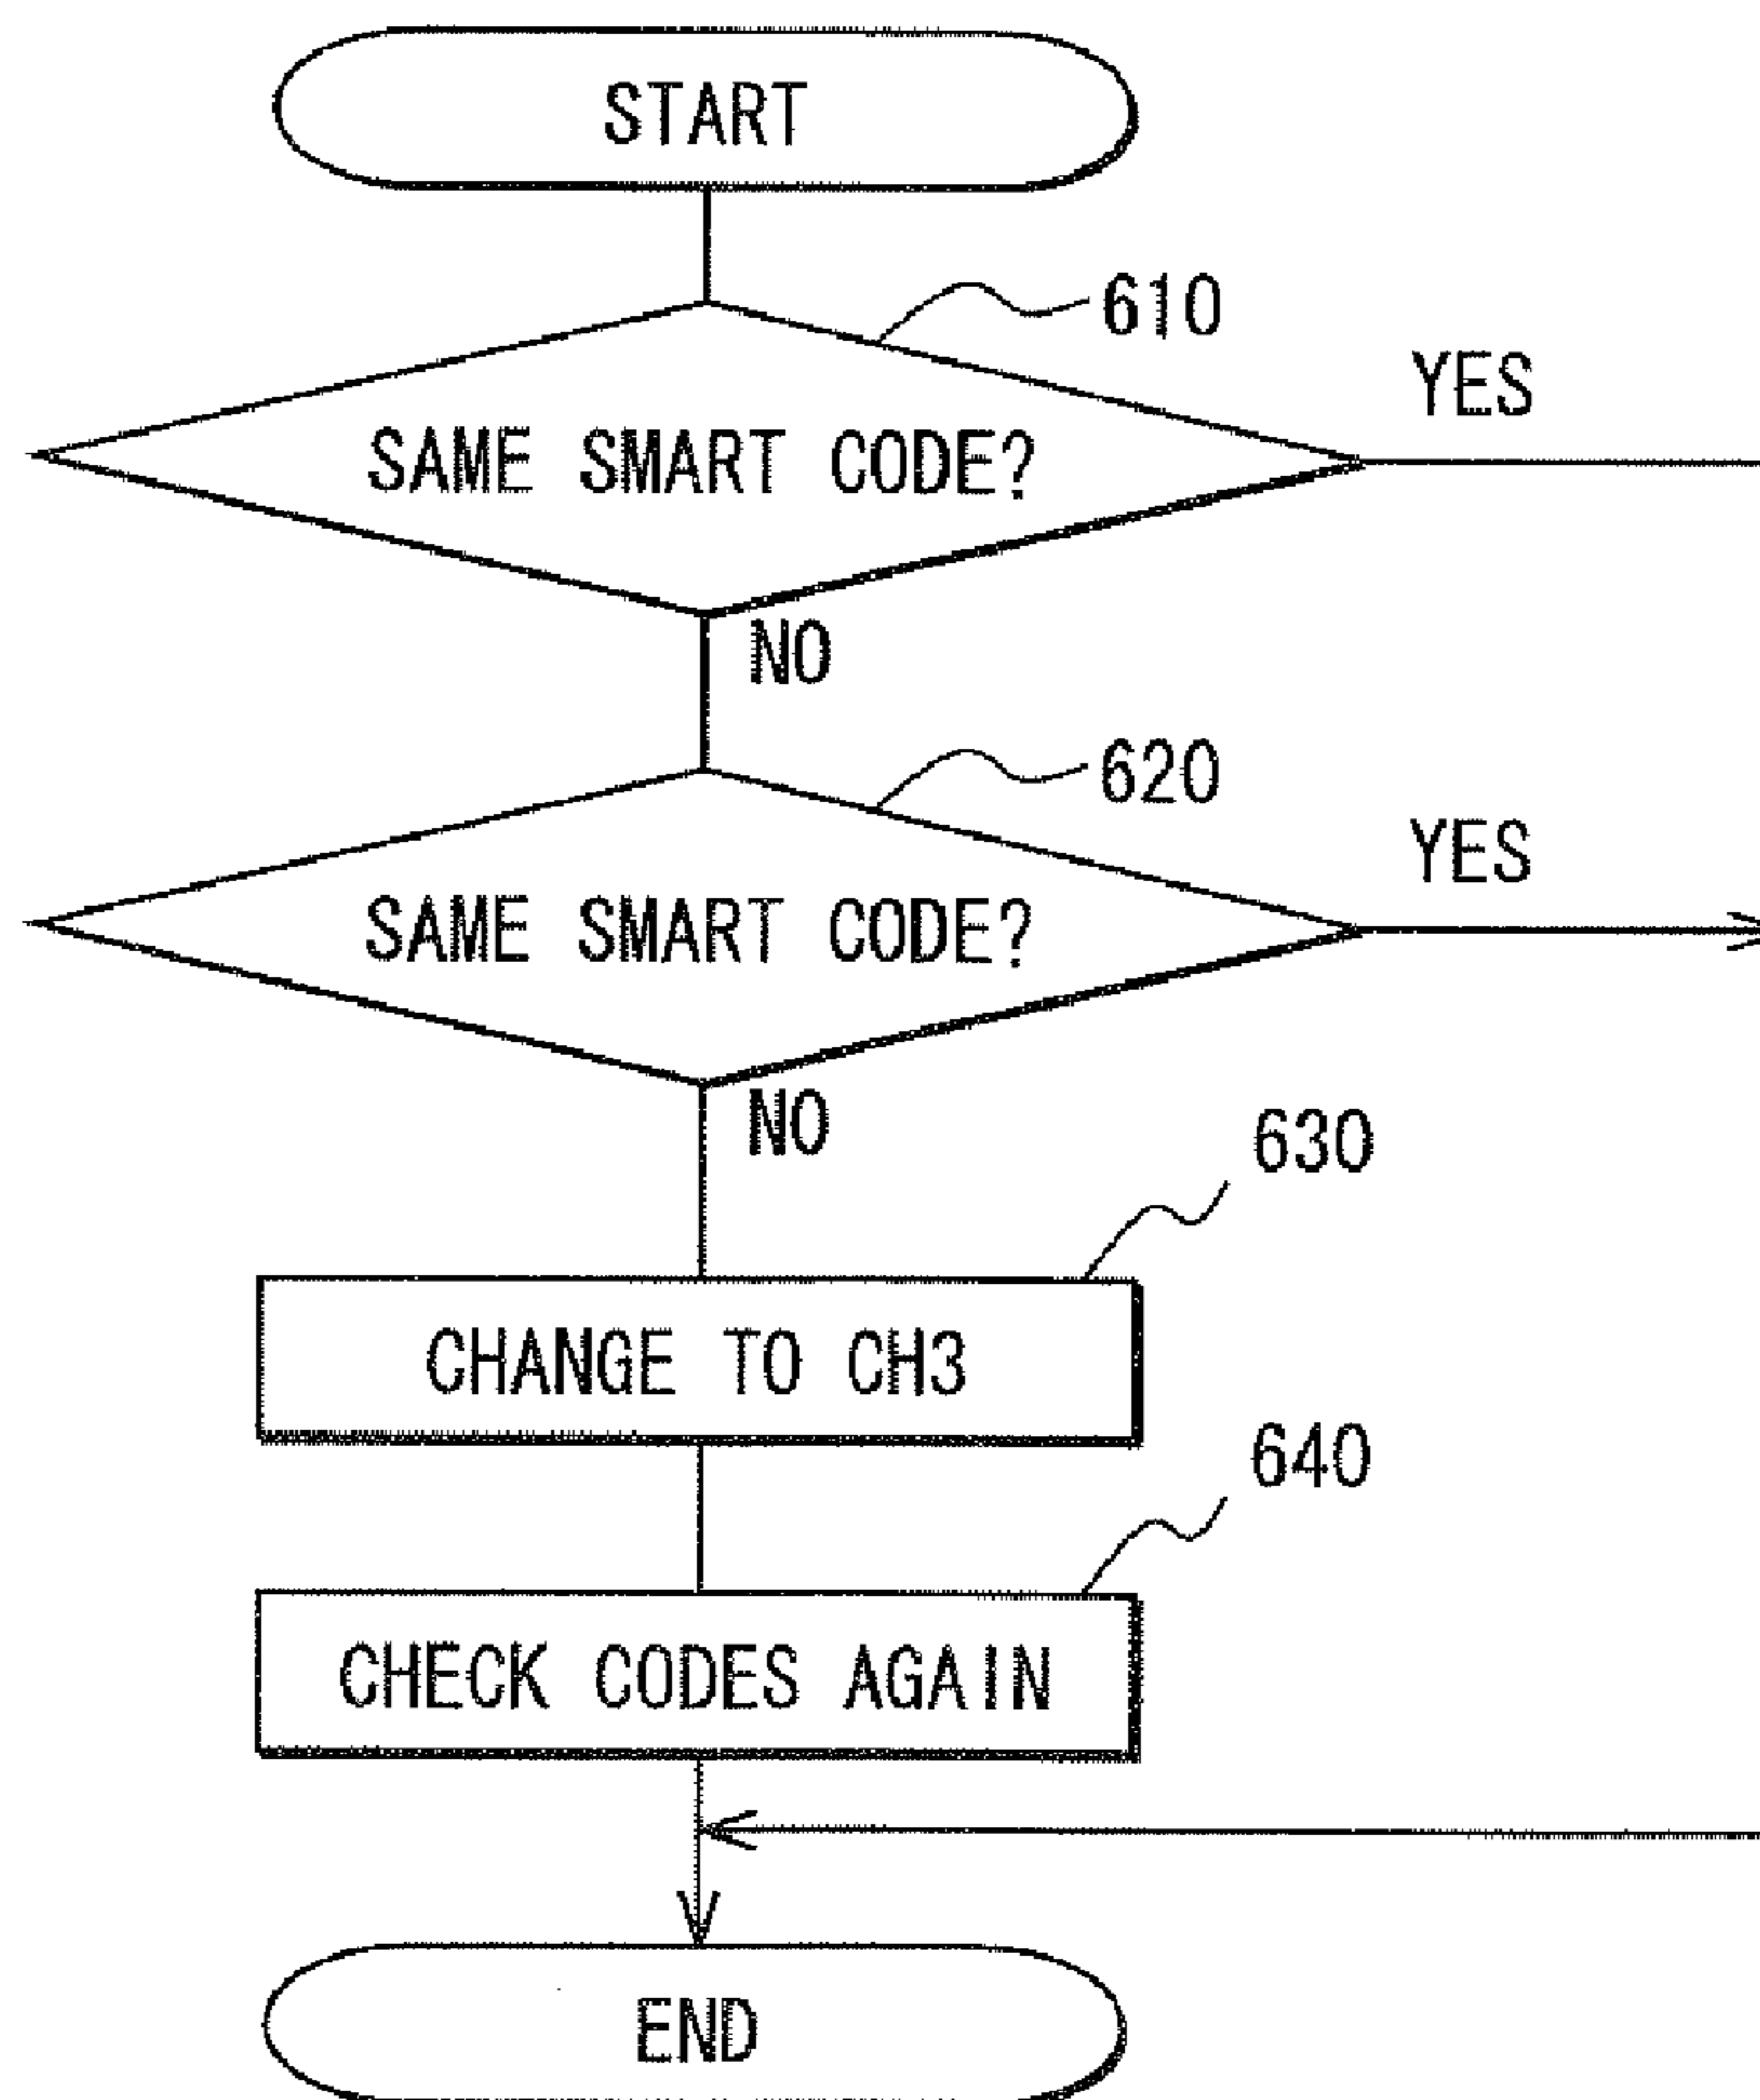 START
610
YES
SAME SMART CODE?
NO
620
YES
SAME SMART CODE?
NO
630
CHANGE TO CH3
640
CHECK CODES AGAIN
END